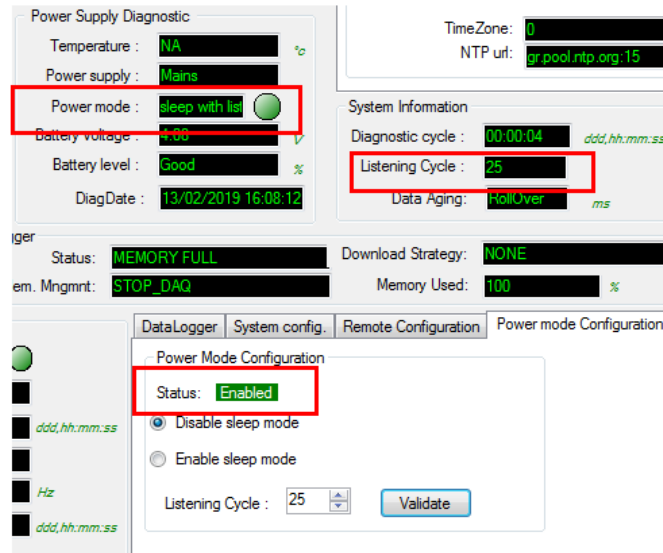 Power Supply Diagnostic
Temperature : NA °c
Power supply : Mains
Power mode : sleep with list
Battery voltage : 4.08 V
Battery level : Good %
DiagDate : 13/02/2019 16:08:12
TimeZone: 0
NTP url: gr.pool.ntp.org:15
System Information
Diagnostic cycle : 00:00:04 ddd,hh:mm:ss
Listening Cycle : 25
Data Aging: RollOver ms
gger
Status: MEMORY FULL
em. Mngmnt: STOP_DAQ
Download Strategy: NONE
Memory Used: 100 %
ddd,hh:mm:ss
Hz
ddd,hh:mm:ss
DataLogger System config. Remote Configuration Power mode Configuration
Power Mode Configuration
Status: Enabled
Disable sleep mode
Enable sleep mode
Listening Cycle : 25 Validate